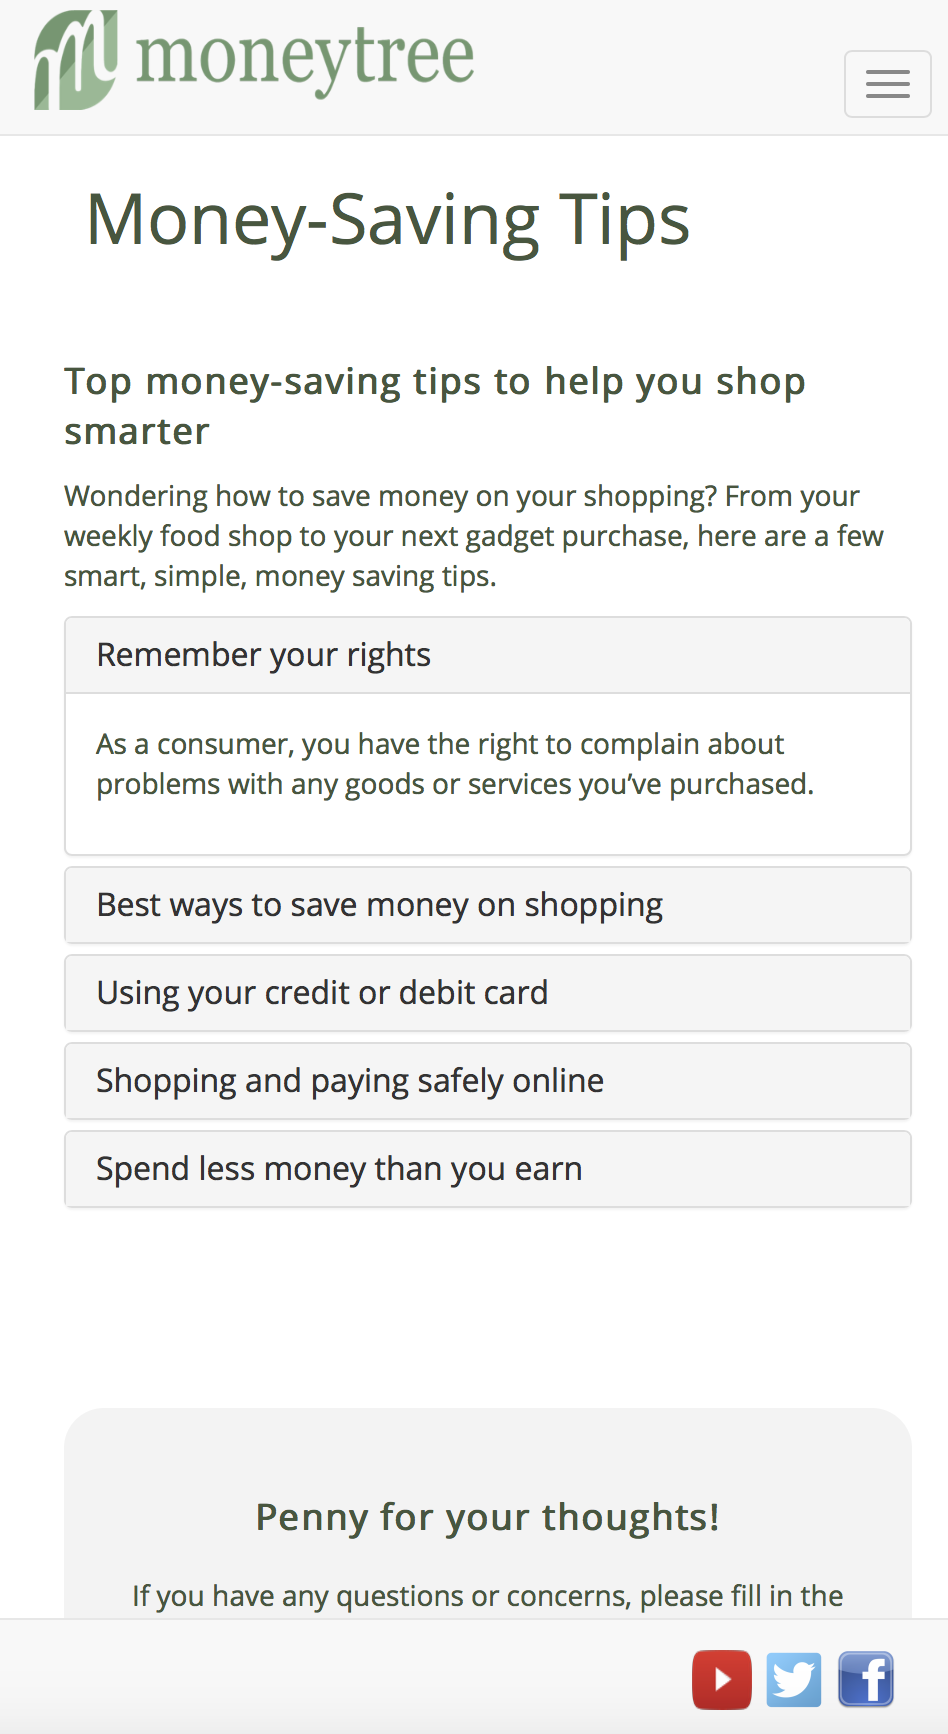 moneytree
Money-Saving Tips
Top money-saving tips to help you shop
smarter
Wondering how to save money on your shopping? From your
weekly food shop to your next gadget purchase, here are a few
smart, simple, money saving tips.
Remember your rights
As a consumer, you have the right to complain about
problems with any goods or services you’ve purchased.
Best ways to save money on shopping
Using your credit or debit card
Shopping and paying safely online
Spend less money than you earn
Penny for your thoughts!
If you have any questions or concerns, please fill in the